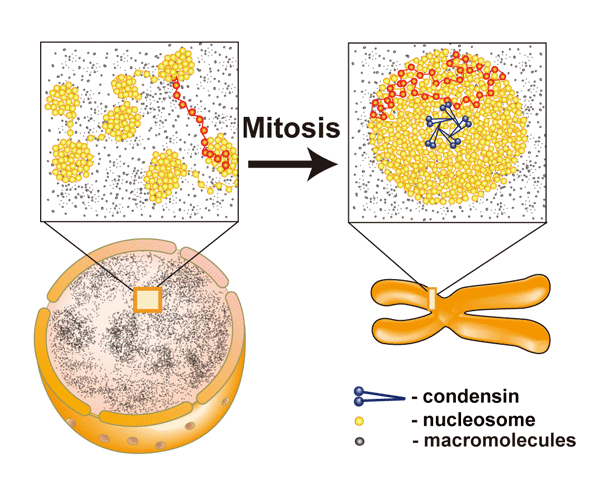 Mitosis
- condensin
- nucleosome
- macromolecules